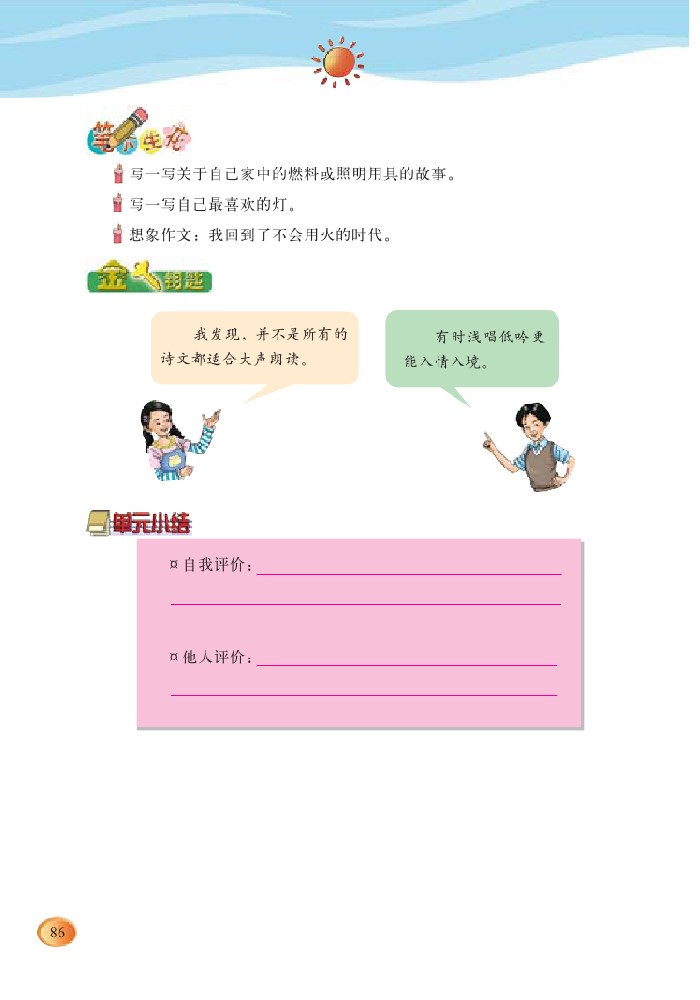 笔下生花
写一写关于自己家中的燃料或照明用具的故事。
写一写自己最喜欢的灯。
想象作文：我回到了不会用火的时代。
金钥匙
我发现，并不是所有的
诗文都适合大声朗读。
有时浅唱低吟更
能入情入境。
单元小结
¤自我评价：
¤他人评价：
86